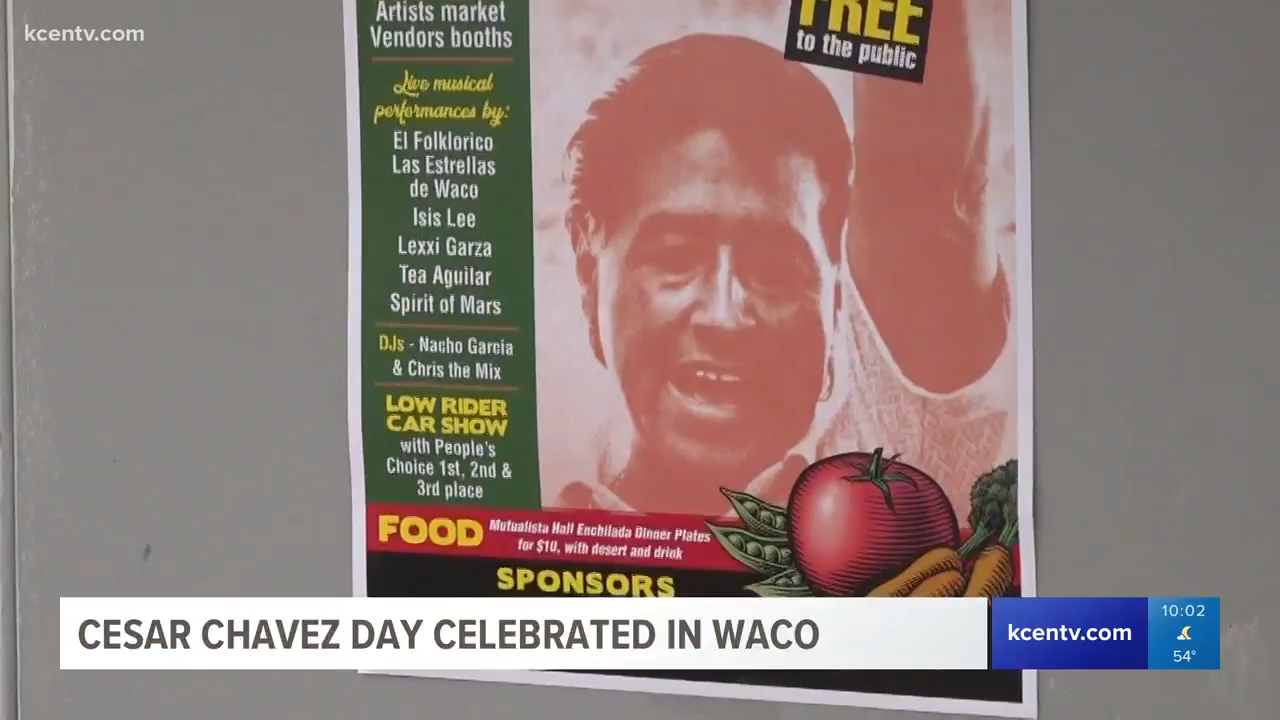 kcentv.com
Artists market
Vendors booths
FREE
to the public
Live musical
performances by:
El Folklorico
Las Estrellas
de Waco
Isis Lee
Lexxi Garza
Tea Aguilar
Spirit of Mars
DJs - Nacho Garcia
& Chris the Mix
LOW RIDER
CAR SHOW
with People's
Choice 1st, 2nd &
3rd place
FOOD
Mutualista Hall Enchilada Dinner Plates
for $10, with desert and drink
SPONSORS
CESAR CHAVEZ DAY CELEBRATED IN WACO
kcentv.com
10:02
54°